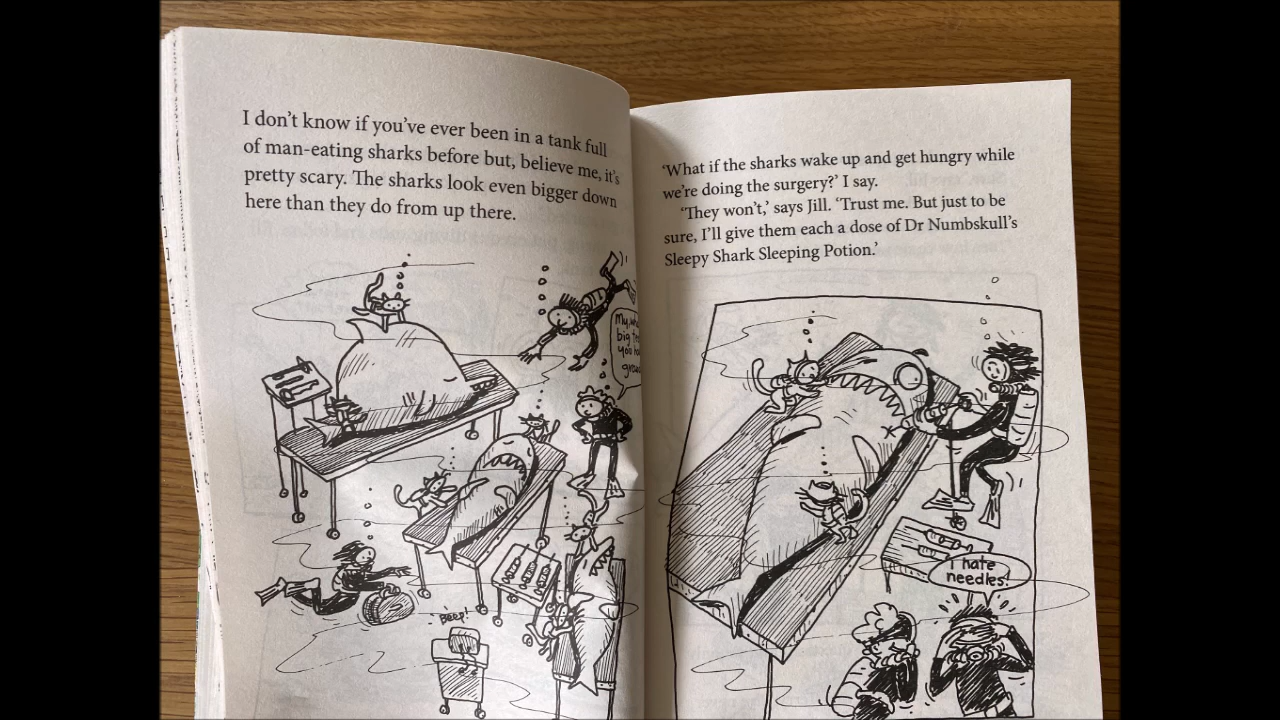 I don't know if you've ever been in a tank full
of man-eating sharks before but, believe me, it's
pretty scary. The sharks look even bigger down
here than they do from up there.
My,
big
you
Beep!
'What if the sharks wake up and get hungry while
we're doing the surgery?' I say.
'They won't,' says Jill. 'Trust me. But just to be
sure, I'll give them each a dose of Dr Numbskull's
Sleepy Shark Sleeping Potion.'
I hate
needles!